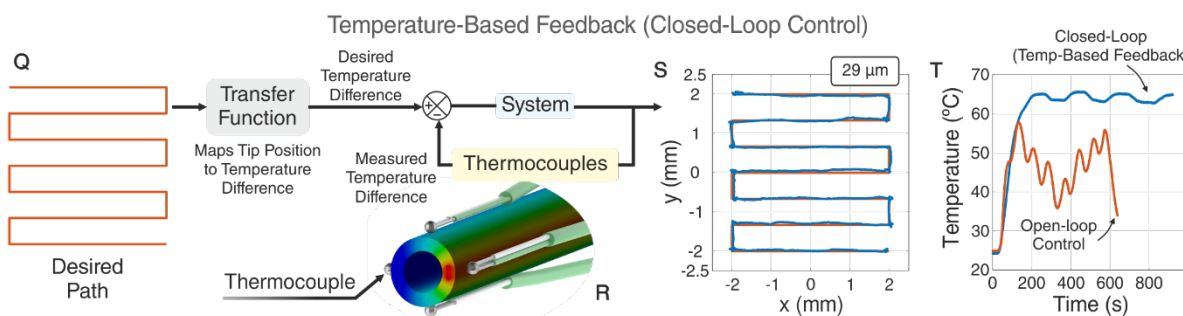 Temperature-Based Feedback (Closed-Loop Control)
Q
Desired
Path
Transfer
Function
Maps Tip Position
to Temperature
Difference
Desired
Temperature
Difference
+
−
System
Thermocouples
Measured
Temperature
Difference
Thermocouple
R
S
29 μm
2.5
2
1
0
-1
-2
-2.5
y (mm)
-2
-1
0
1
2
x (mm)
T
Closed-Loop
(Temp-Based Feedback
70
60
50
40
30
20
Temperature (°C)
Open-loop
Control
0
200
400
600
800
Time (s)